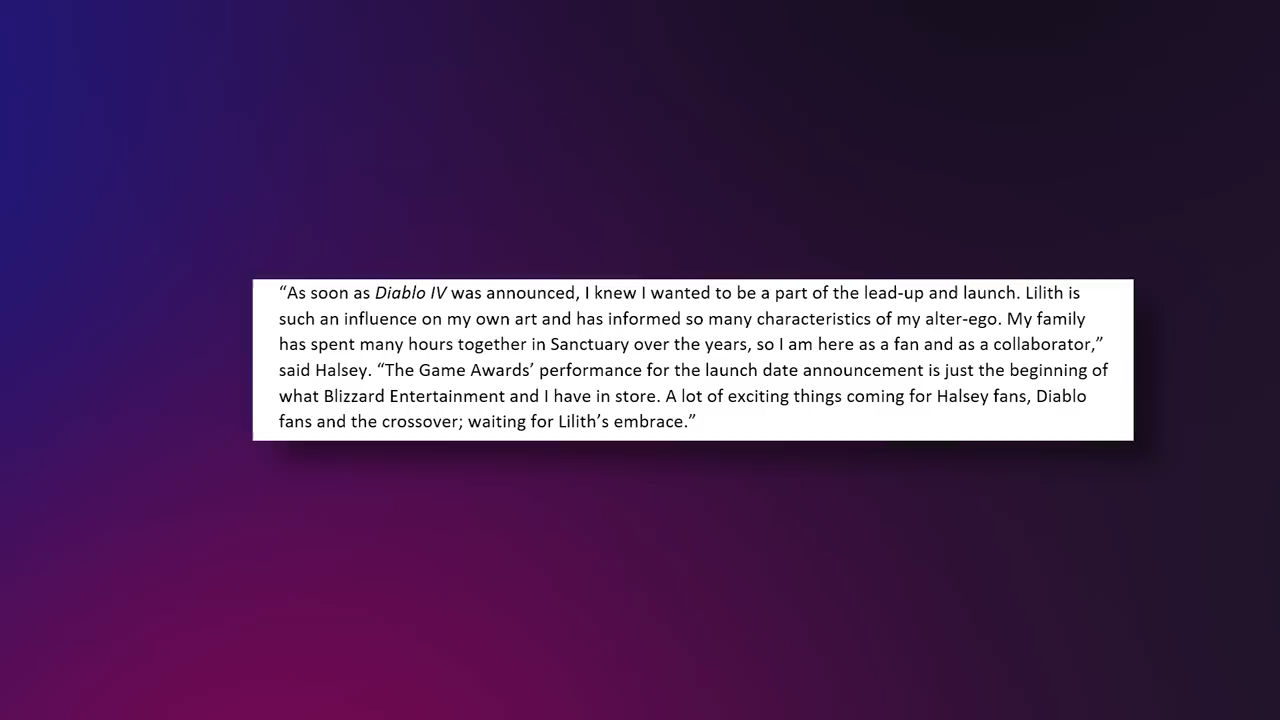 “As soon as Diablo IV was announced, I knew I wanted to be a part of the lead-up and launch. Lilith is
such an influence on my own art and has informed so many characteristics of my alter-ego. My family
has spent many hours together in Sanctuary over the years, so I am here as a fan and as a collaborator,”
said Halsey. “The Game Awards’ performance for the launch date announcement is just the beginning of
what Blizzard Entertainment and I have in store. A lot of exciting things coming for Halsey fans, Diablo
fans and the crossover; waiting for Lilith’s embrace.”